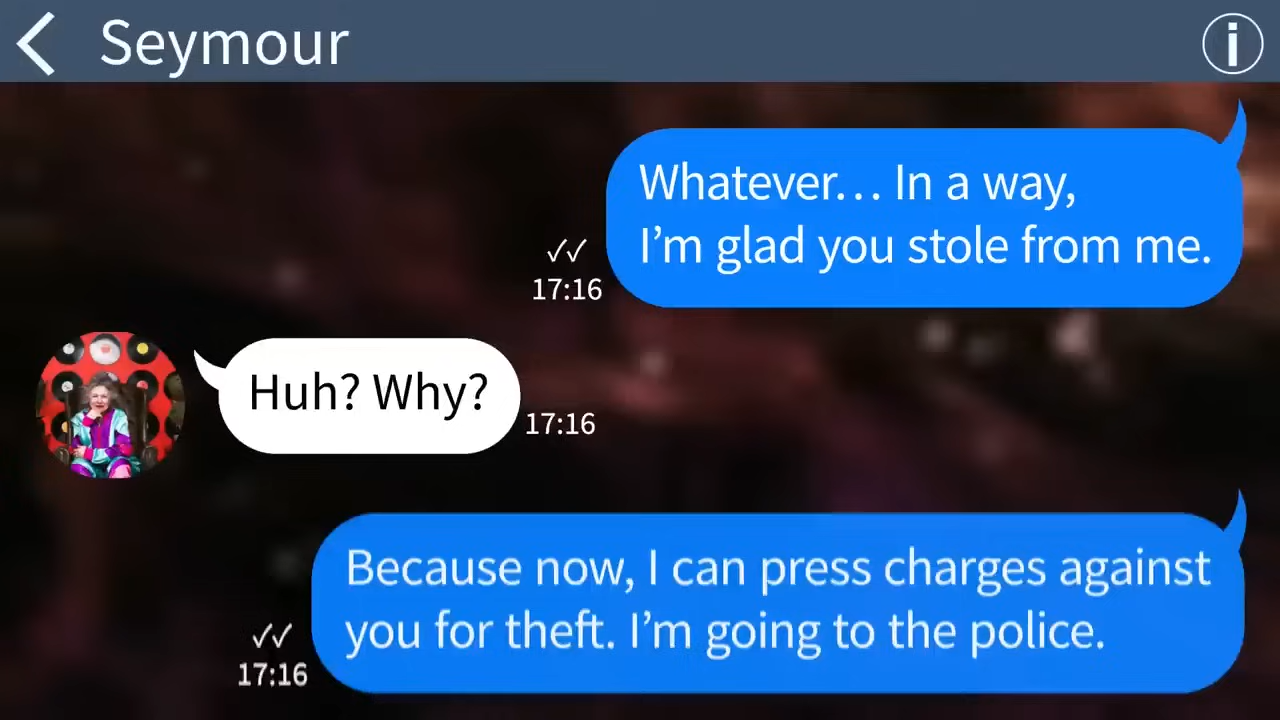 Seymour
Whatever… In a way,
I’m glad you stole from me.
✓✓
17:16
Huh? Why?
17:16
Because now, I can press charges against
you for theft. I’m going to the police.
✓✓
17:16